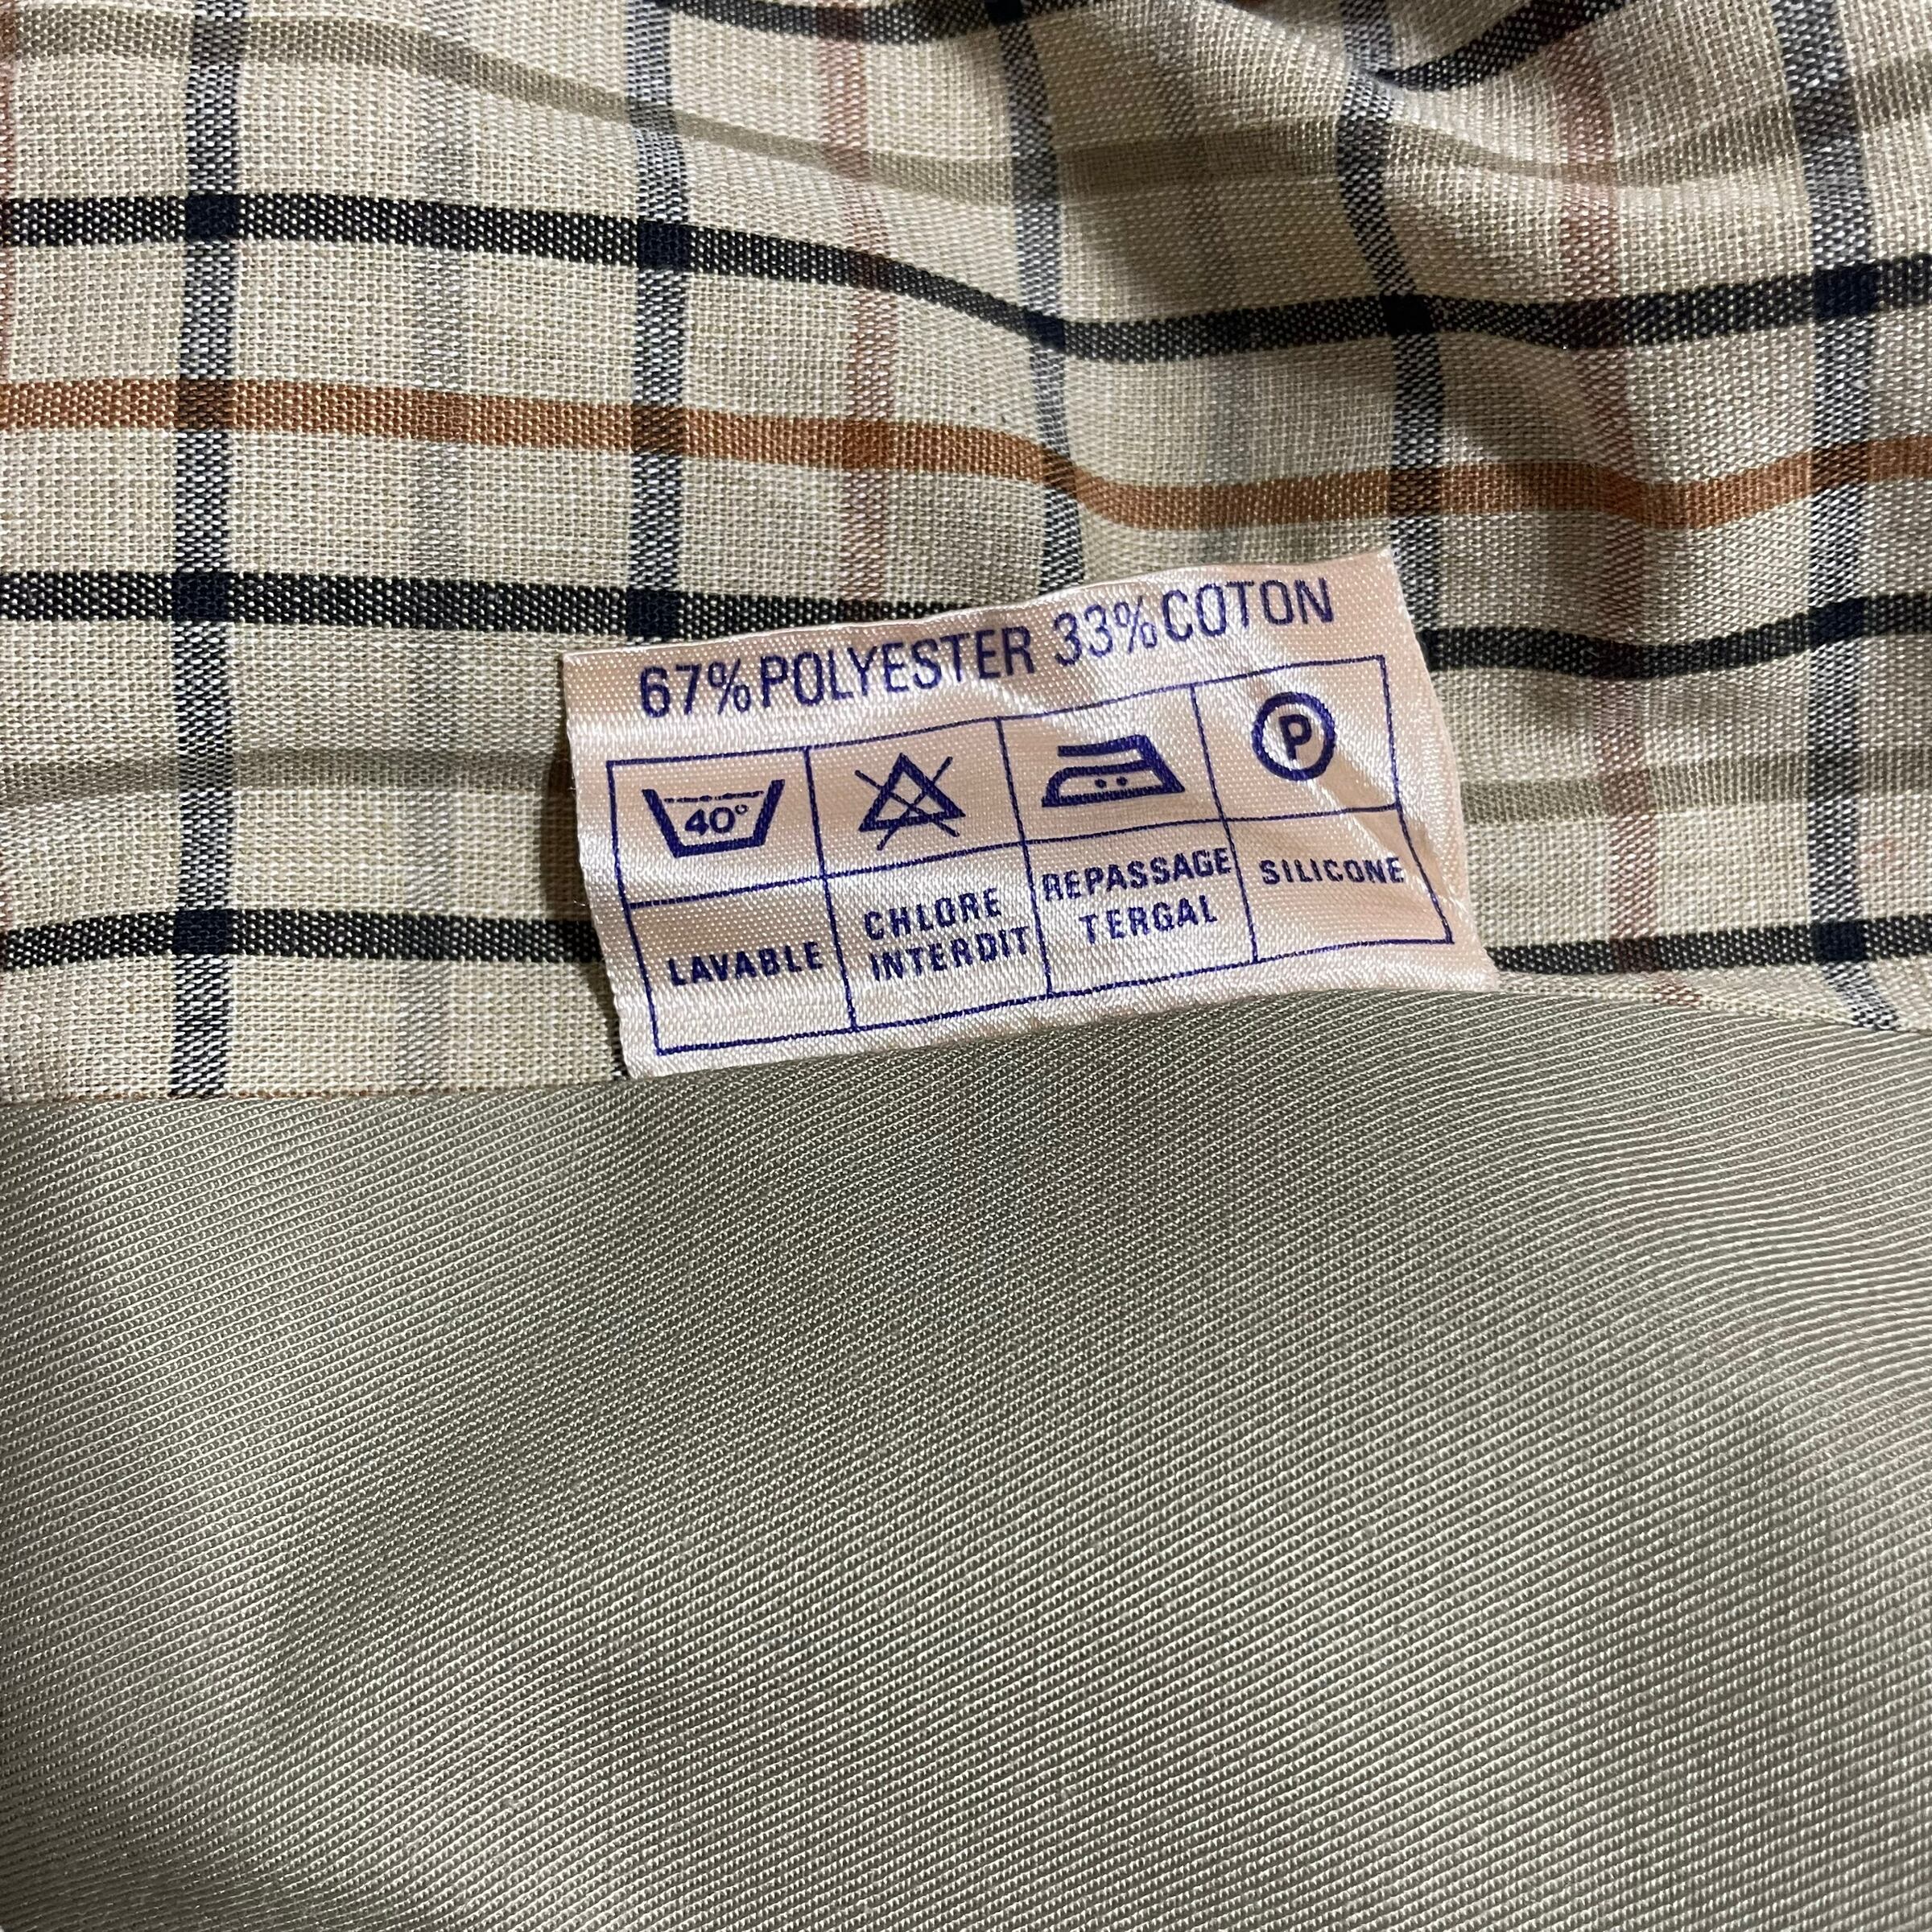 67% POLYESTER 33% COTON
40°
P
LAVABLE
CHLORE
INTERDIT
REPASSAGE
TERGAL
SILICONE